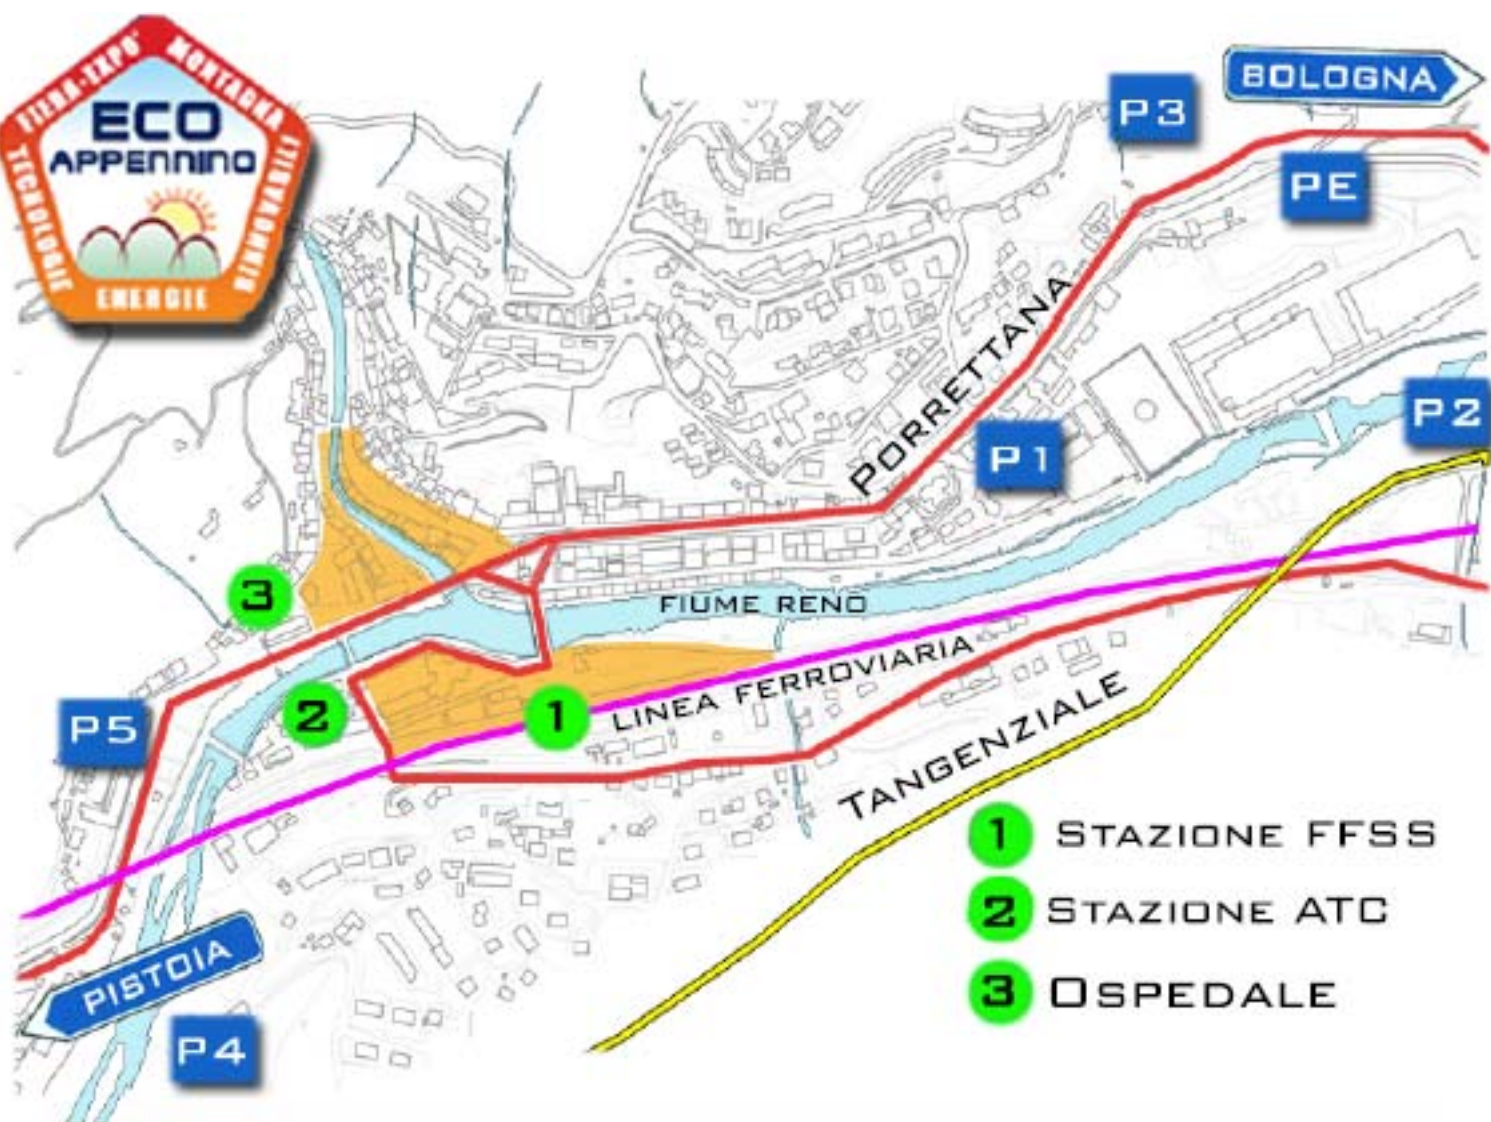 FIERA-EXPO' MONTAGNA
ECO
APPENNINO
TECNOLOGIE
ENERGIE
RINNOVABILI
BOLOGNA
P3
PE
PORRETTANA
P2
P1
3
FIUME RENO
2
1
LINEA FERROVIARIA
P5
TANGENZIALE
1 STAZIONE FFSS
2 STAZIONE ATC
3 OSPEDALE
PISTOIA
P4